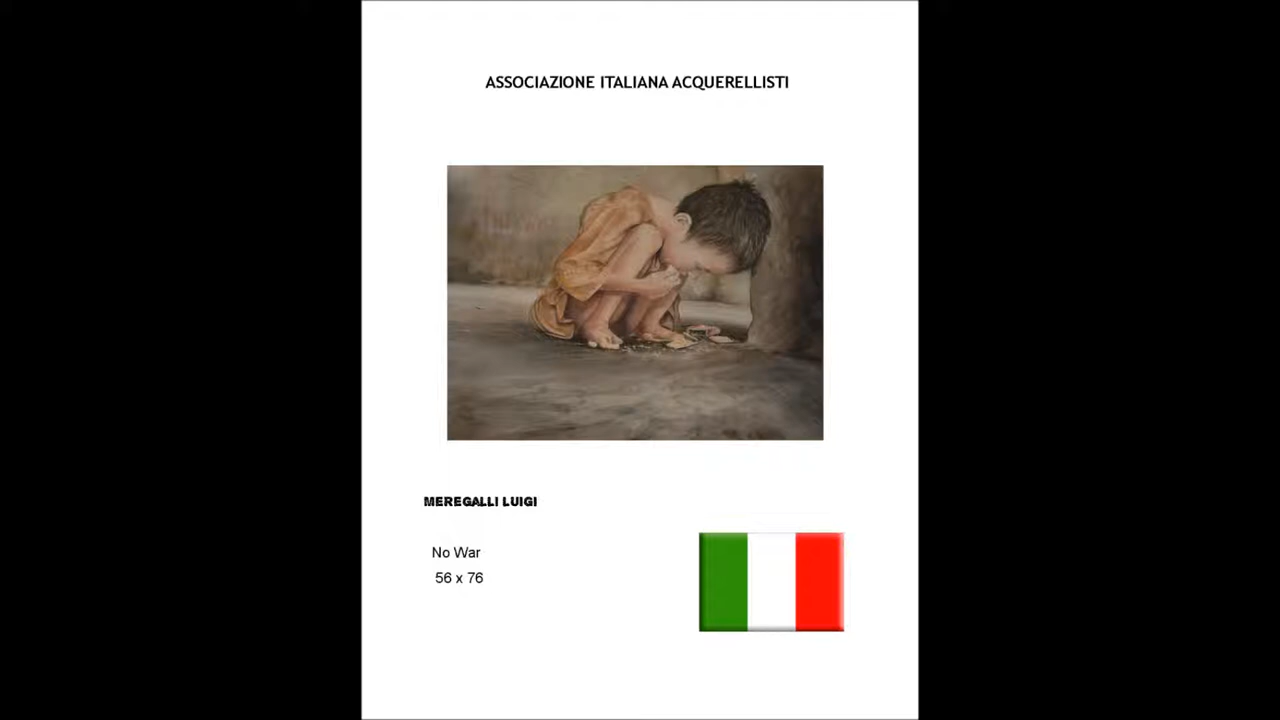 ASSOCIAZIONE ITALIANA ACQUERELLISTI
MEREGALLI LUIGI
No War
56 x 76